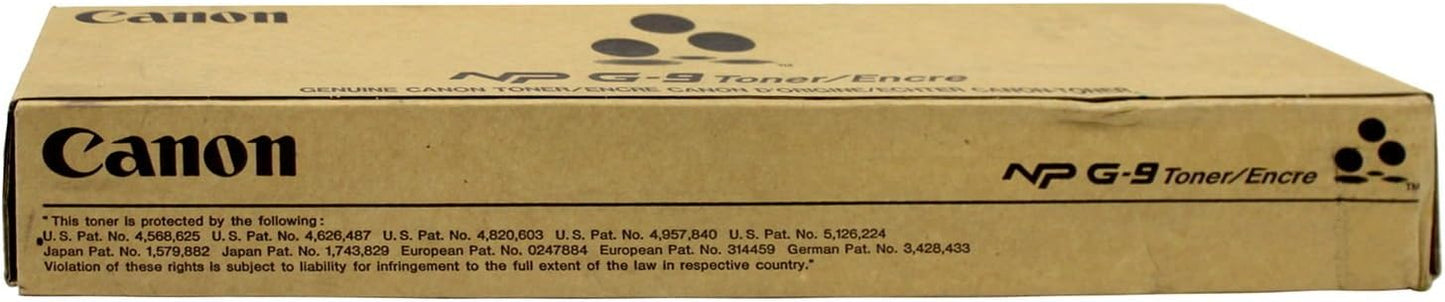 Canon
NP G-9 Toner/Encre
GENUINE CANON TONER/ENCRE CANON D'ORIGINE/ECHTER CANON-TONER
Canon
NP G-9 Toner/Encre
TM
"This toner is protected by the following:
U. S. Pat. No. 4,568,625 U. S. Pat. No. 4,626,487 U. S. Pat. No. 4,820,603 U. S. Pat. No. 4,957,840 U. S. Pat. No. 5,126,224
Japan Pat. No. 1,579,882 Japan Pat. No. 1,743,829 European Pat. No. 0247884 European Pat. No. 314459 German Pat. No. 3,428,433
Violation of these rights is subject to liability for infringement to the full extent of the law in respective country."